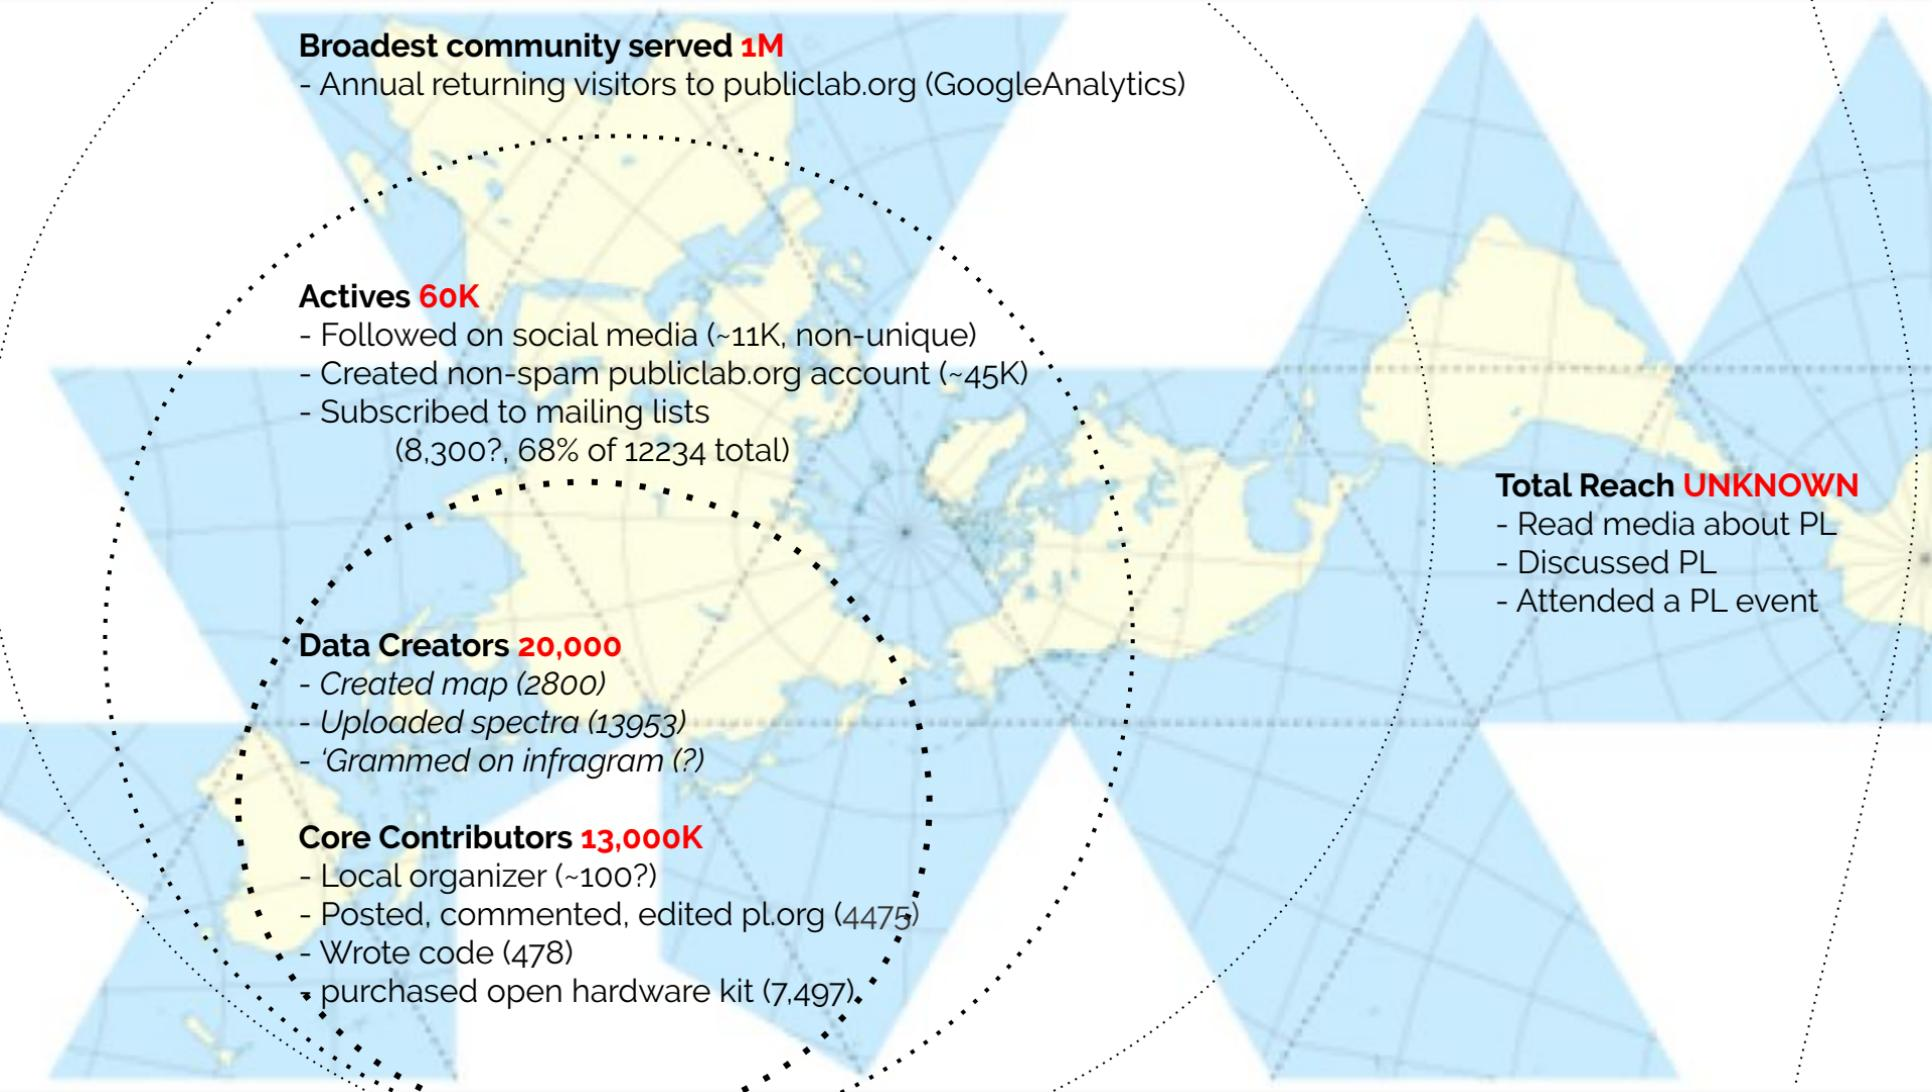 Broadest community served 1M
- Annual returning visitors to publiclab.org (GoogleAnalytics)
Actives 60K
- Followed on social media (~11K, non-unique)
- Created non-spam publiclab.org account (~45K)
- Subscribed to mailing lists
(8,300?, 68% of 12234 total)
Total Reach UNKNOWN
- Read media about PL
- Discussed PL
- Attended a PL event
Data Creators 20,000
- Created map (2800)
- Uploaded spectra (13953)
- ‘Grammed on infragram (?)
Core Contributors 13,000K
- Local organizer (~100?)
- Posted, commented, edited pl.org (4475)
- Wrote code (478)
- purchased open hardware kit (7,497)